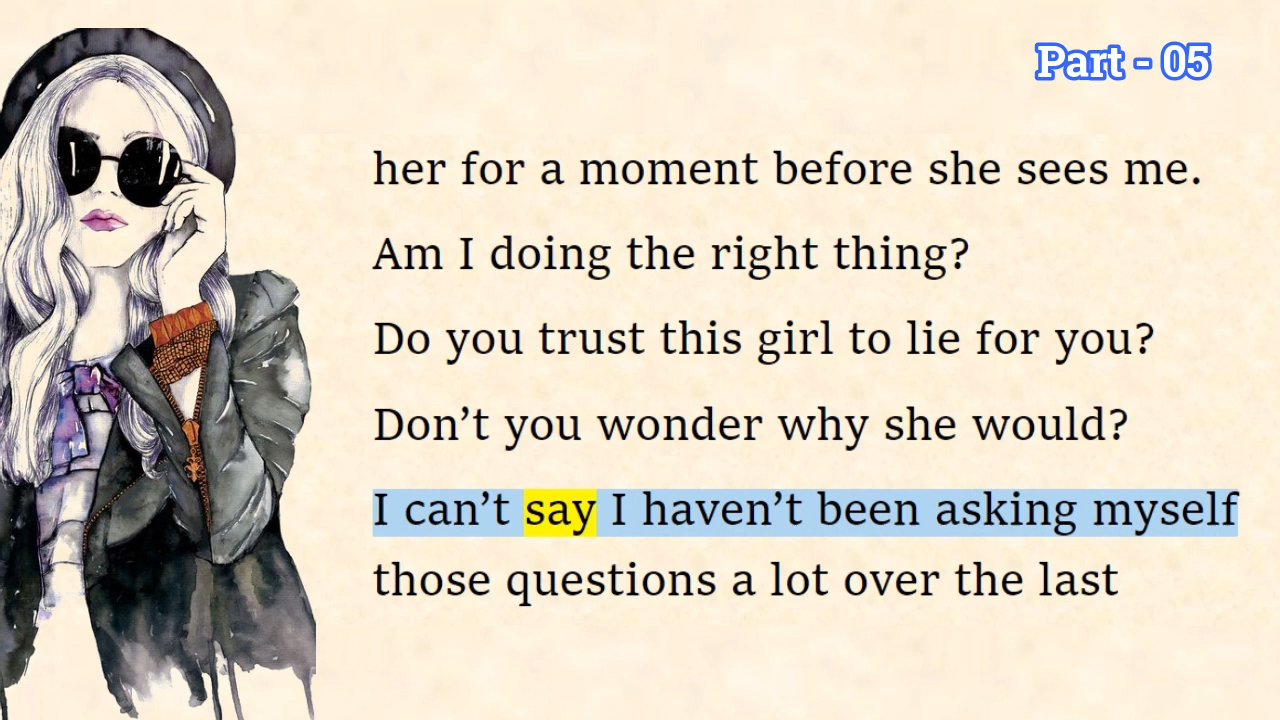 Part - 05
her for a moment before she sees me.
Am I doing the right thing?
Do you trust this girl to lie for you?
Don’t you wonder why she would?
I can’t say I haven’t been asking myself
those questions a lot over the last